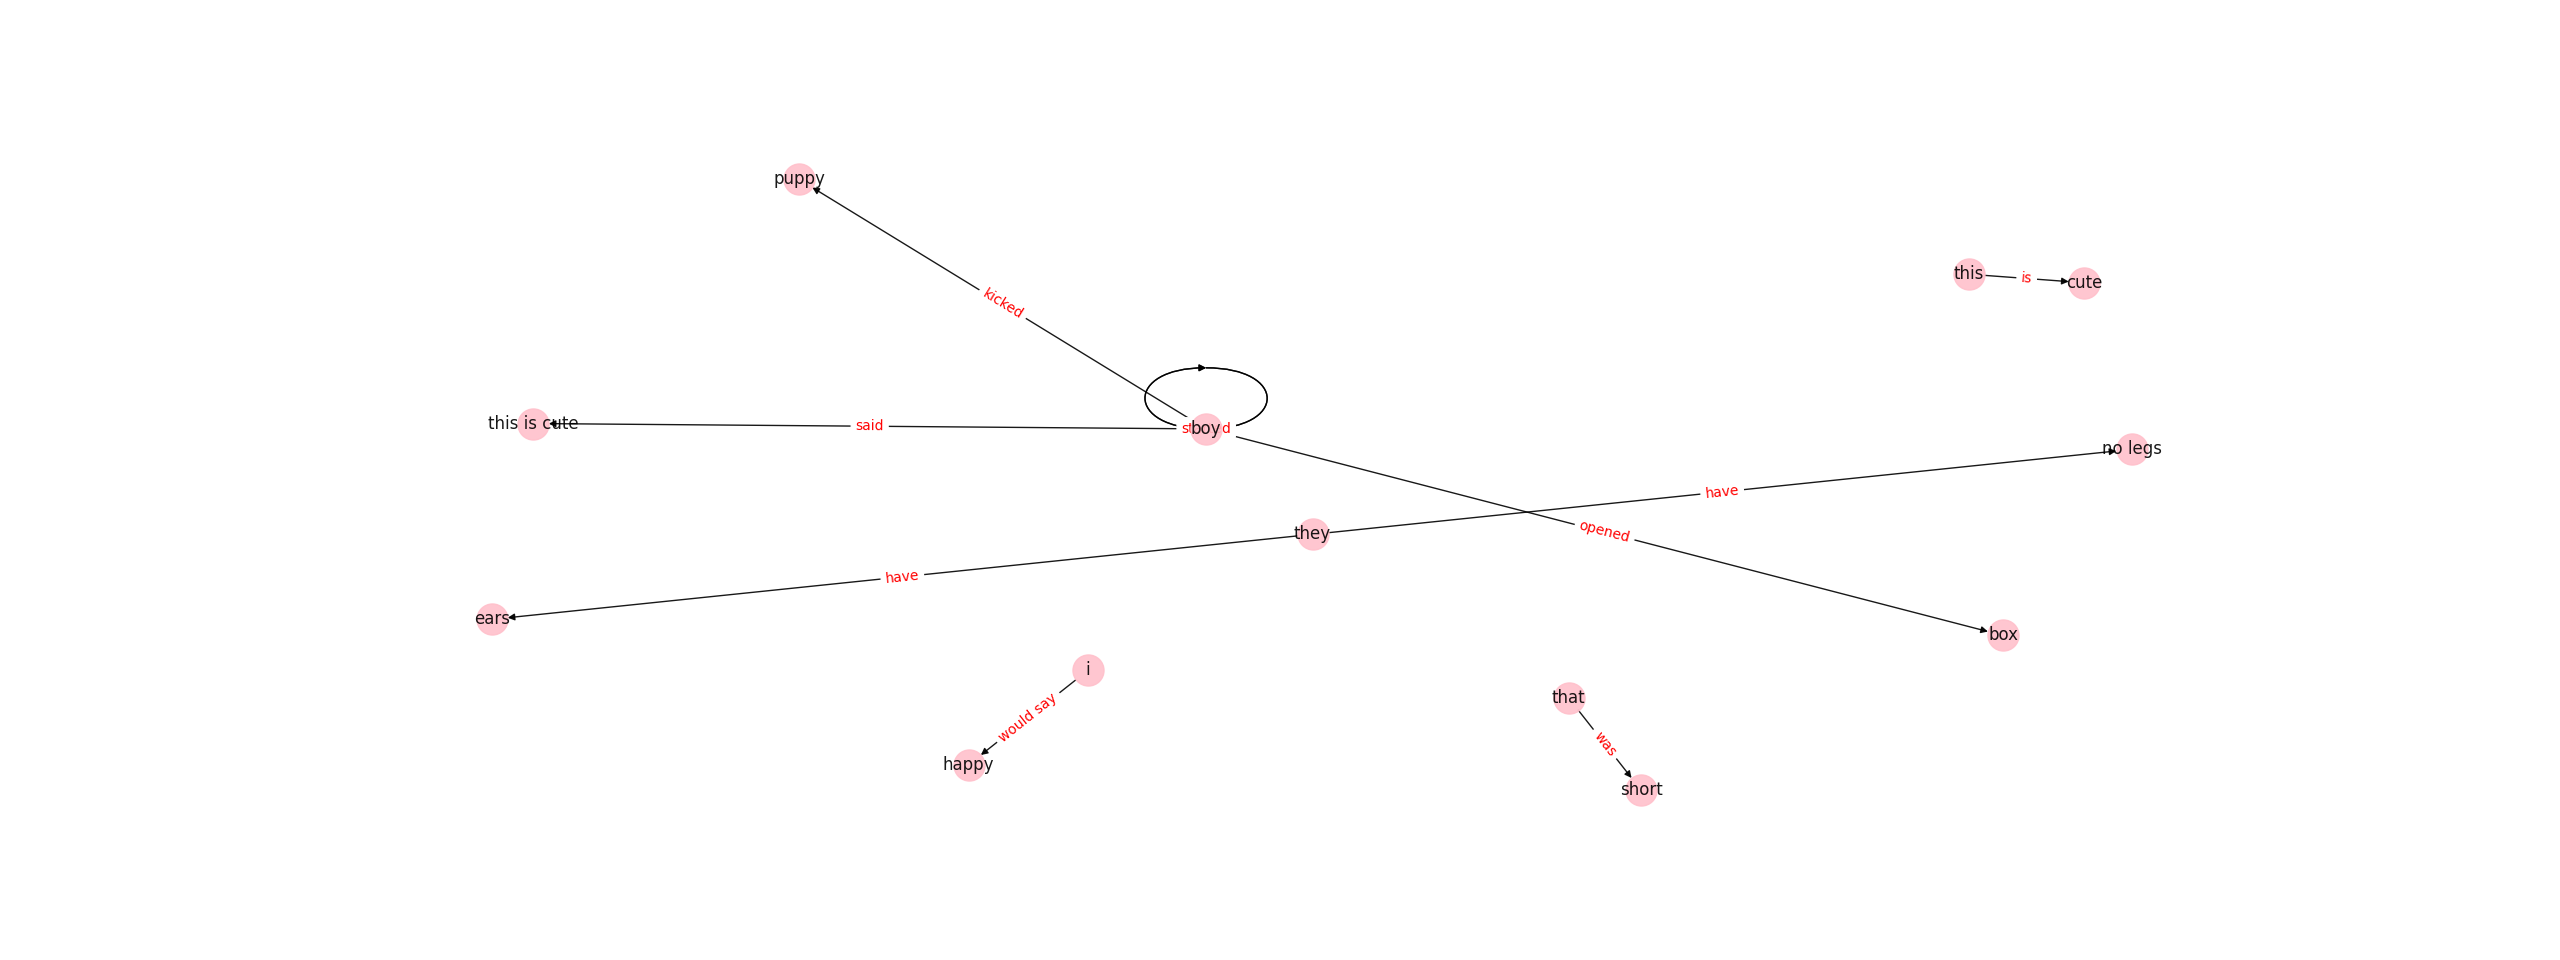 puppy
kicked
this is cute
cute
this is
said
boy
no legs
have
opened
they
have
ears
box
i
would say
happy
that
was
short